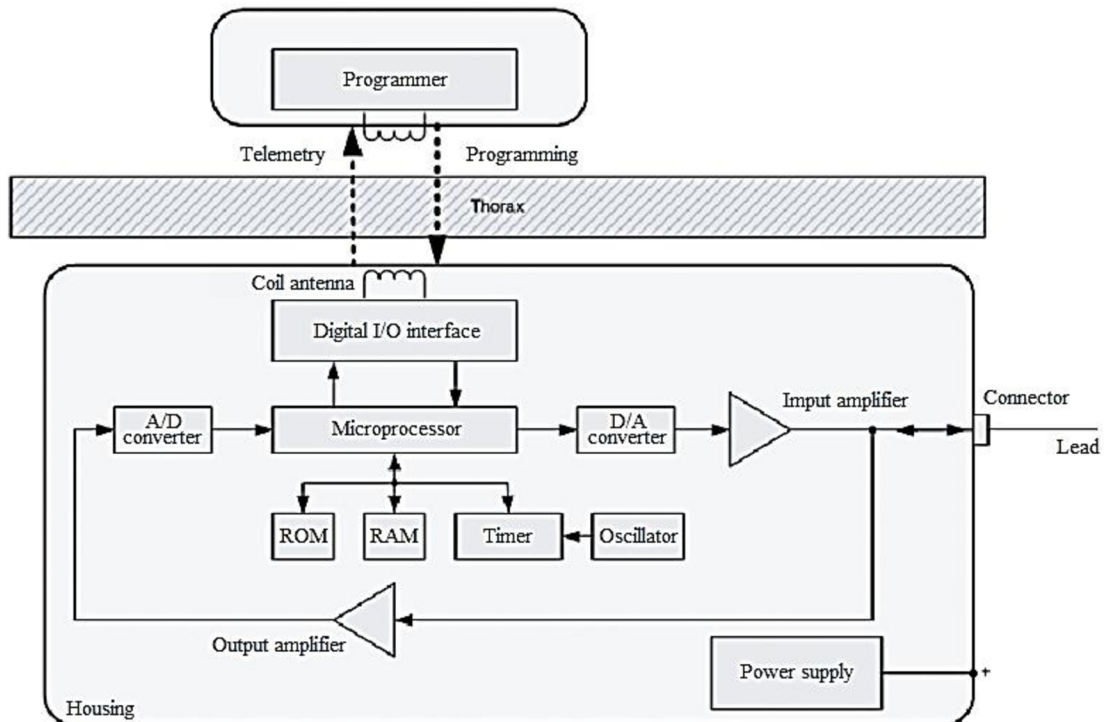 Programmer
Telemetry
Programming
Thorax
Coil antenna
Digital I/O interface
A/D
converter
Microprocessor
D/A
converter
Imput amplifier
Connector
Lead
ROM
RAM
Timer
Oscillator
Output amplifier
Power supply
+
Housing